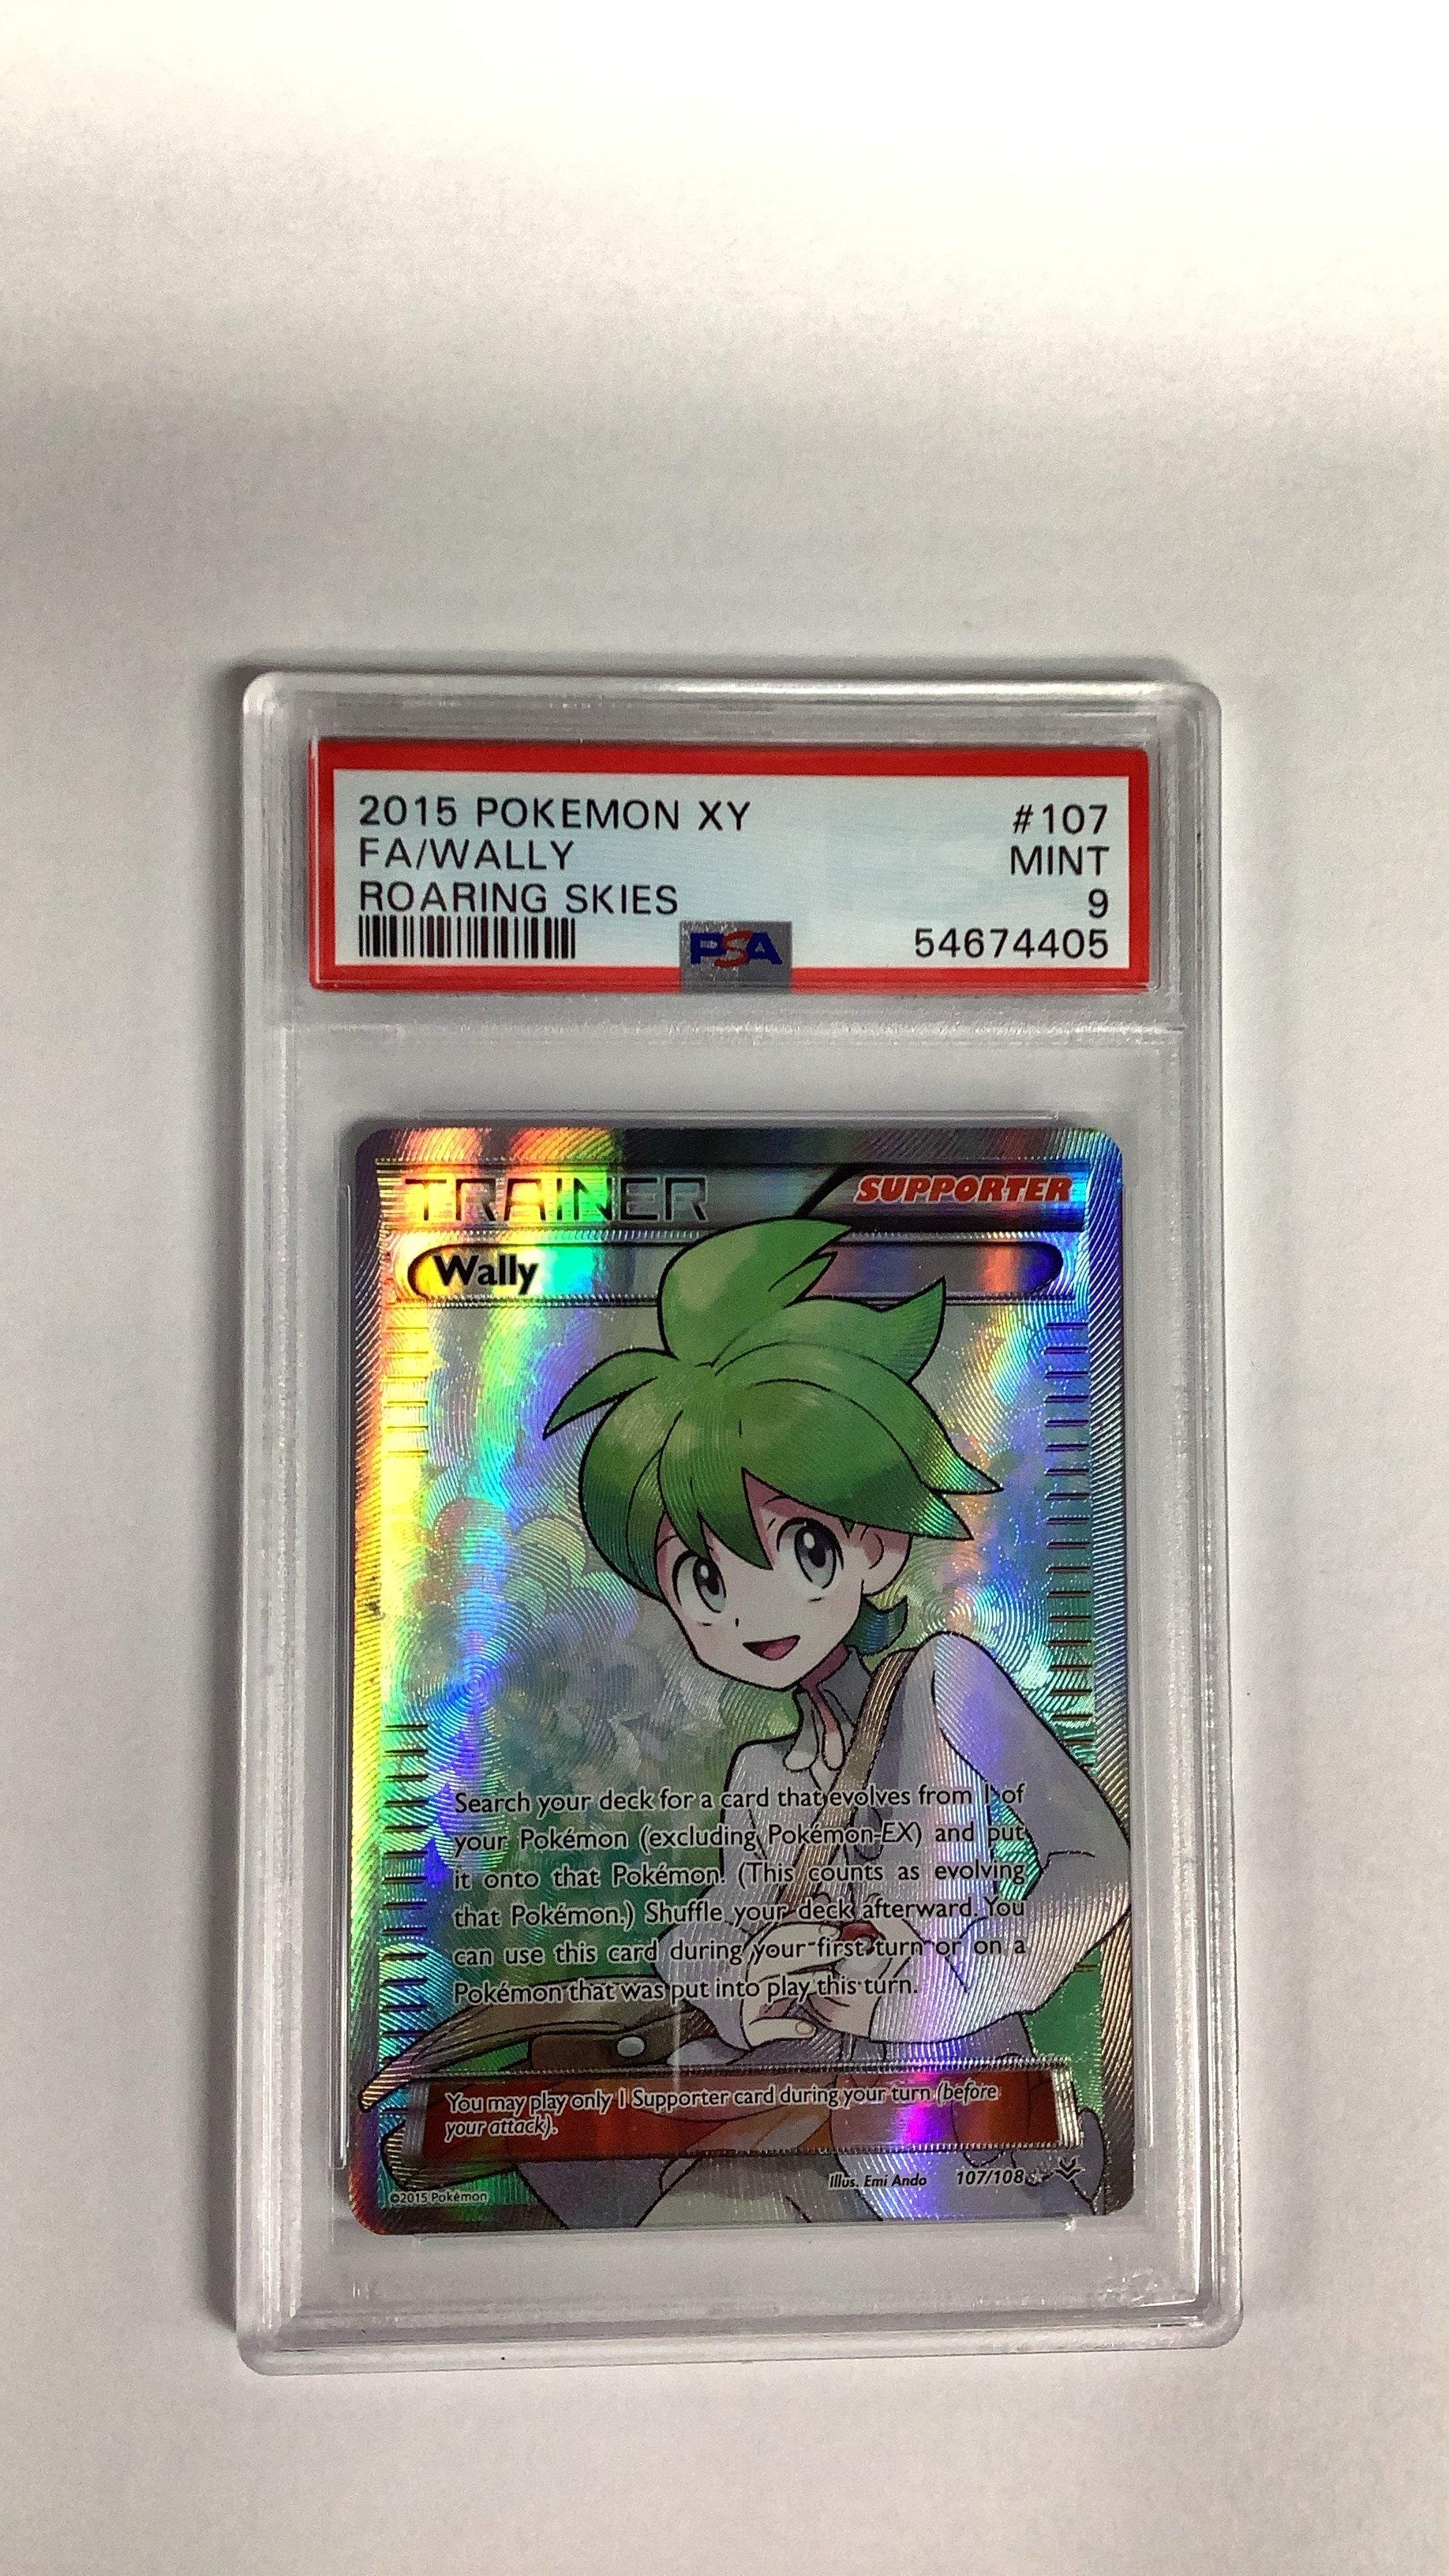 2015 POKEMON XY #107
FA/WALLY MINT
ROARING SKIES 9
PSA 54674405
TRAINER SUPPORTER
Wally
Search your deck for a card that evolves from 1 of
your Pokémon (excluding Pokémon-EX) and put
it onto that Pokémon. (This counts as evolving
that Pokémon.) Shuffle your deck afterward. You
can use this card during your first turn or on a
Pokémon that was put into play this turn.
You may play only 1 Supporter card during your turn (before
your attack).
Illus. Emi Ando 107/108
©2015 Pokémon